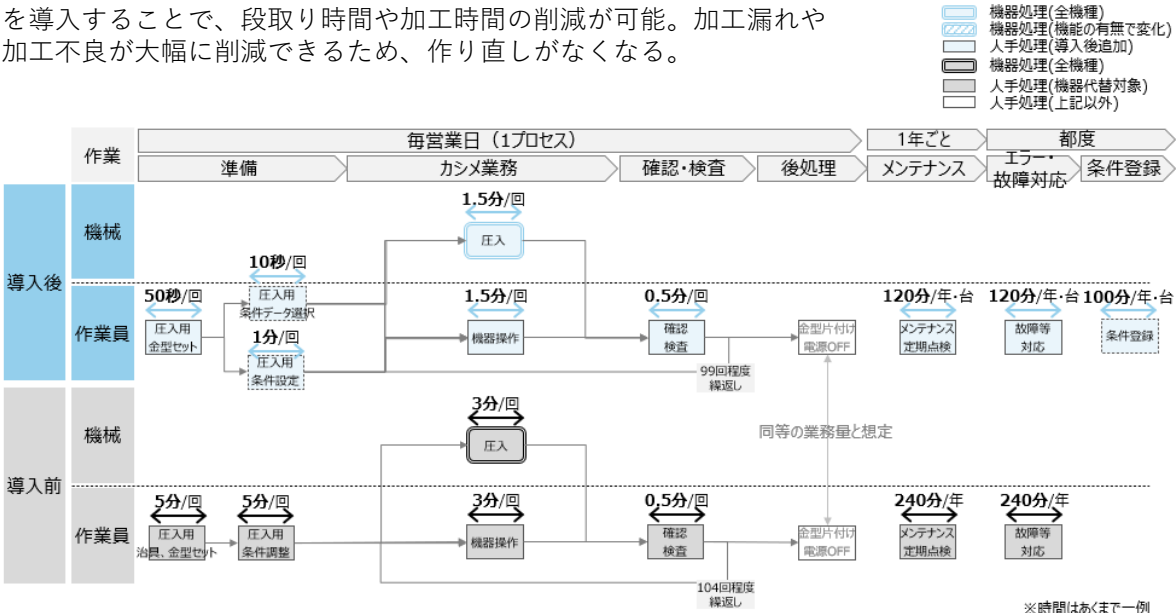 を導入することで、段取り時間や加工時間の削減が可能。加工漏れや
加工不良が大幅に削減できるため、作り直しがなくなる。
機器処理(全機種)
機器処理(機能の有無で変化)
人手処理(導入後追加)
機器処理(全機種)
人手処理(機器代替対象)
人手処理(上記以外)
作業
毎営業日（1プロセス）
1年ごと
都度
準備
カシメ業務
確認・検査
後処理
メンテナンス
エラー・
故障対応
条件登録
導入後
機械
1.5分/回
圧入
作業員
50秒/回
圧入用
金型セット
10秒/回
圧入用
条件データ選択
1分/回
圧入用
条件設定
1.5分/回
機器操作
0.5分/回
確認
検査
99回程度
繰返し
金型片付け
電源OFF
120分/年・台
メンテナンス
定期点検
120分/年・台
故障等
対応
100分/年・台
条件登録
導入前
機械
3分/回
圧入
同等の業務量と想定
作業員
5分/回
圧入用
治具、金型セット
5分/回
圧入用
条件調整
3分/回
機器操作
0.5分/回
確認
検査
104回程度
繰返し
金型片付け
電源OFF
240分/年
メンテナンス
定期点検
240分/年
故障等
対応
※時間はあくまで一例